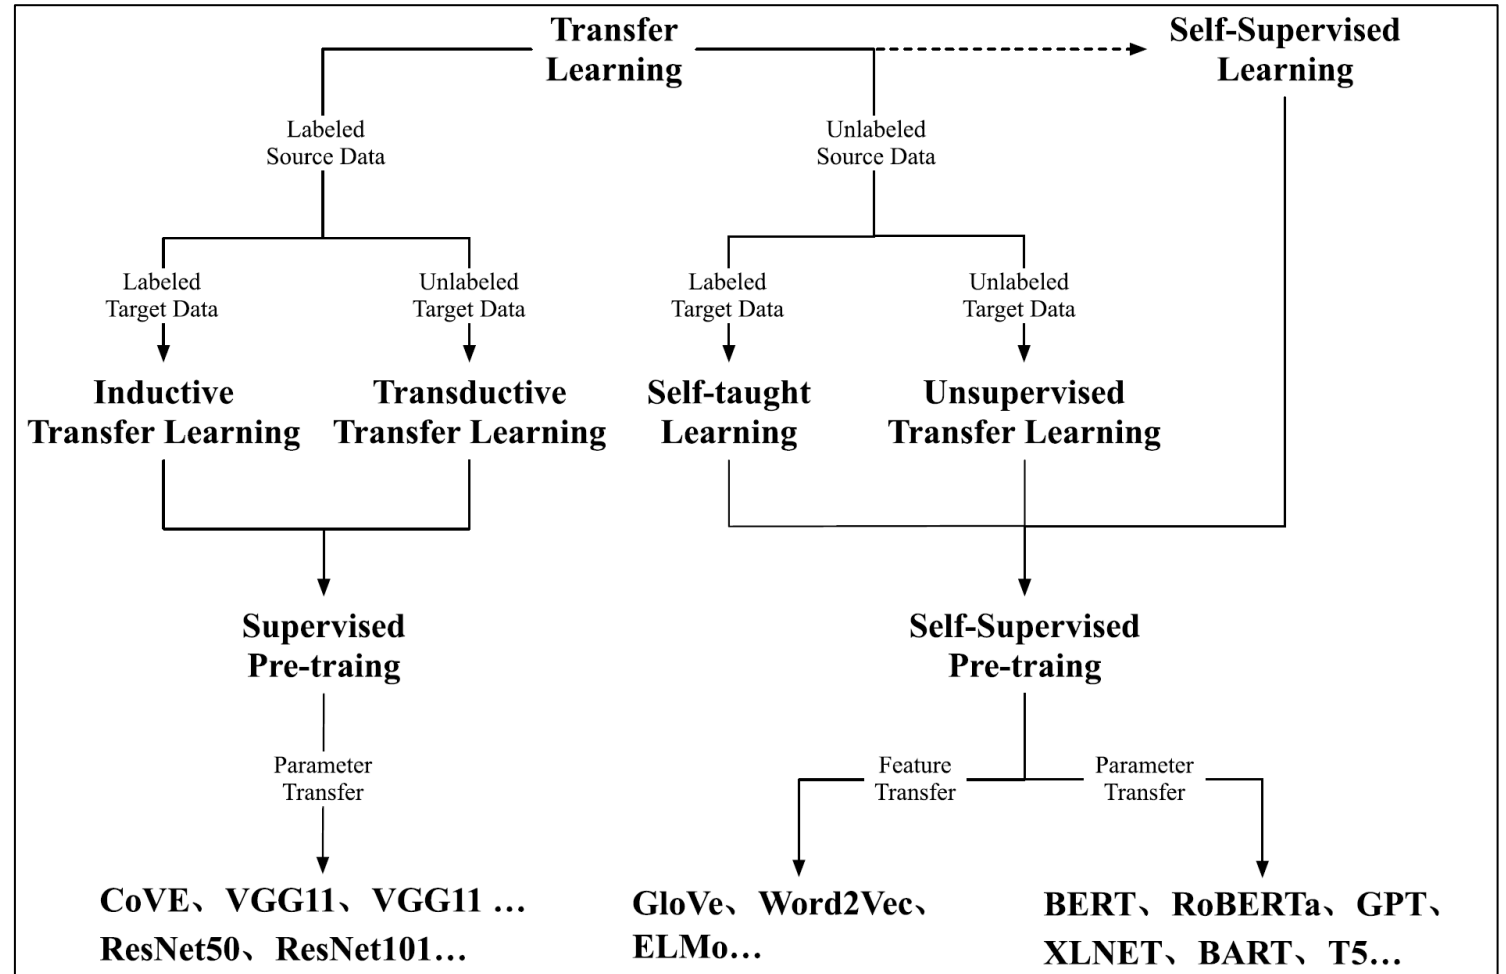 Transfer
Learning
Self-Supervised
Learning
Labeled
Source Data
Unlabeled
Source Data
Labeled
Target Data
Unlabeled
Target Data
Labeled
Target Data
Unlabeled
Target Data
Inductive
Transfer Learning
Transductive
Transfer Learning
Self-taught
Learning
Unsupervised
Transfer Learning
Supervised
Pre-traing
Self-Supervised
Pre-traing
Parameter
Transfer
Feature
Transfer
Parameter
Transfer
CoVE、VGG11、VGG11 …
ResNet50、ResNet101…
GloVe、Word2Vec、
ELMo…
BERT、RoBERTa、GPT、
XLNET、BART、T5…